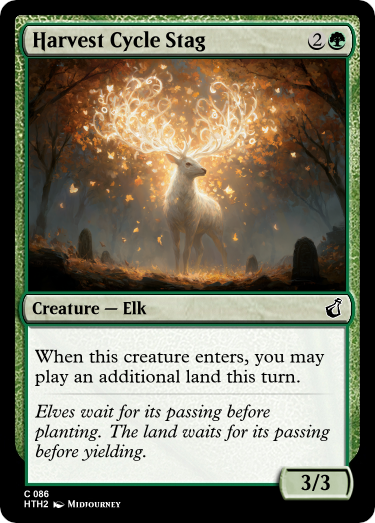 Harvest Cycle Stag 2
Creature — Elk
When this creature enters, you may
play an additional land this turn.
Elves wait for its passing before
planting. The land waits for its passing
before yielding.
3/3
C 086
HTH2 Midjourney